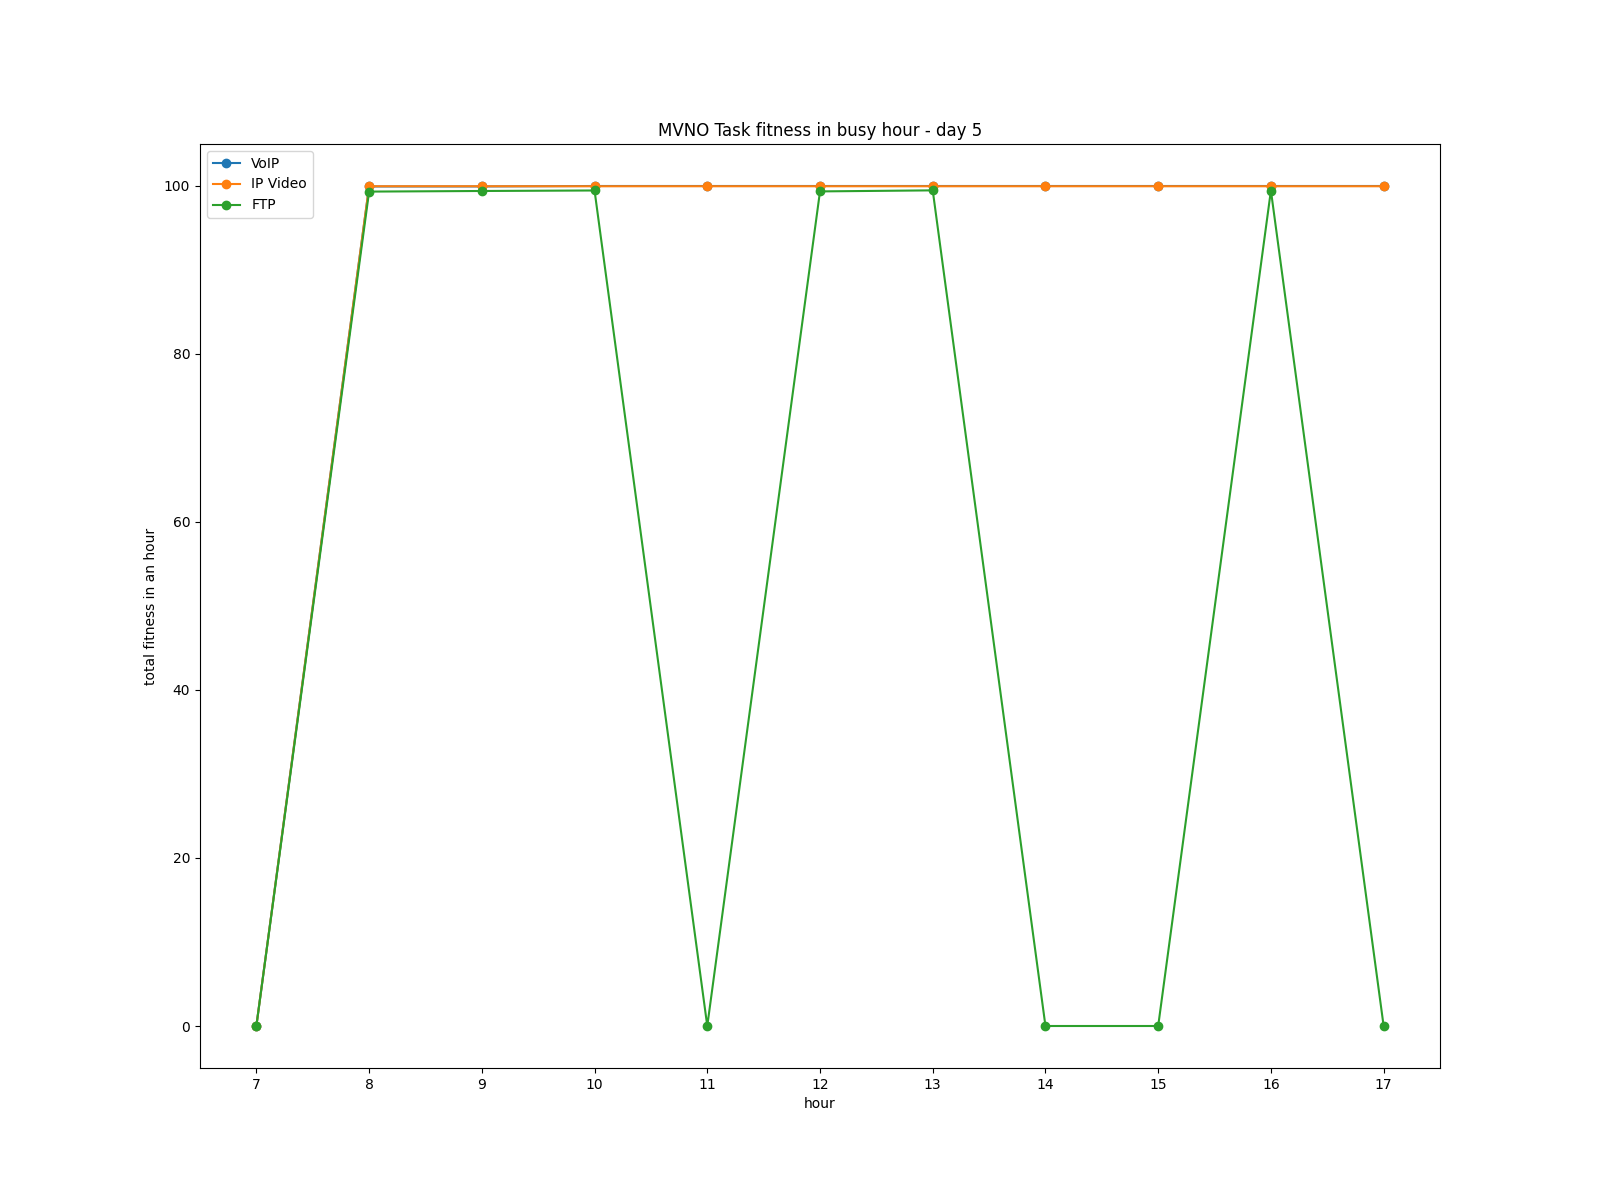 MVNO Task fitness in busy hour - day 5
VoIP
IP Video
FTP
100
80
60
40
20
0
total fitness in an hour
7 8 9 10 11 12 13 14 15 16 17
hour